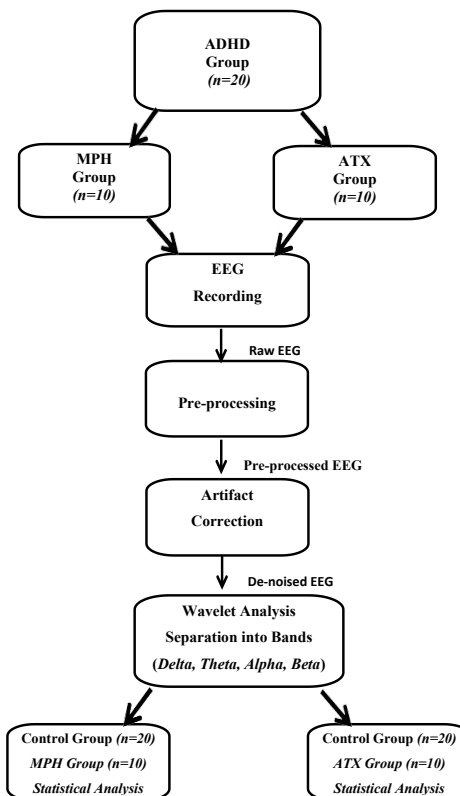 ADHD
Group
(n=20)
MPH
Group
(n=10)
ATX
Group
(n=10)
EEG
Recording
Raw EEG
Pre-processing
Pre-processed EEG
Artifact
Correction
De-noised EEG
Wavelet Analysis
Separation into Bands
(Delta, Theta, Alpha, Beta)
Control Group (n=20)
MPH Group (n=10)
Statistical Analysis
Control Group (n=20)
ATX Group (n=10)
Statistical Analysis